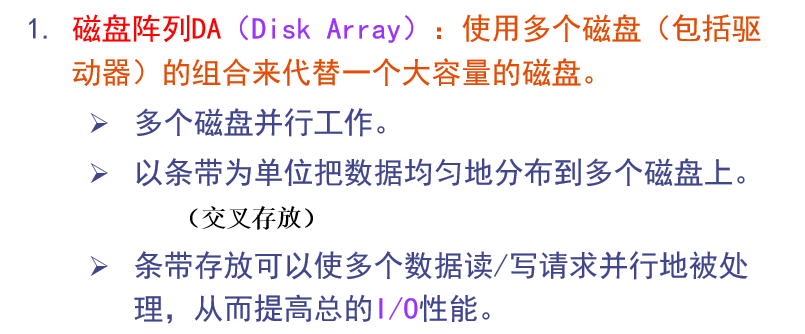 1. 磁盘阵列DA（Disk Array）：使用多个磁盘（包括驱
动器）的组合来代替一个大容量的磁盘。
➢ 多个磁盘并行工作。
➢ 以条带为单位把数据均匀地分布到多个磁盘上。
（交叉存放）
➢ 条带存放可以使多个数据读/写请求并行地被处
理，从而提高总的I/O性能。